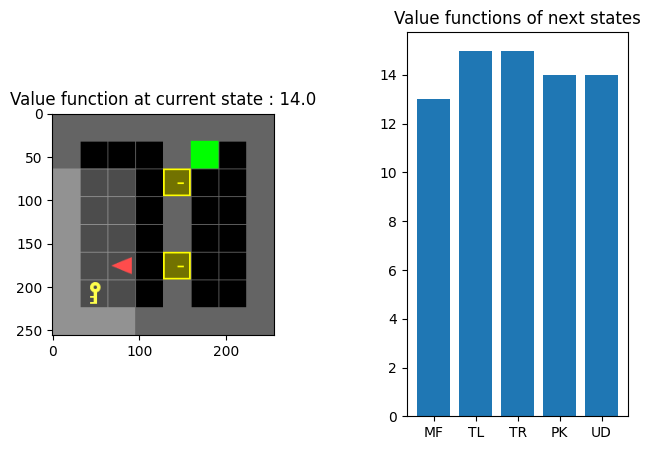 Value function at current state : 14.0
0
50
100
150
200
250
0
100
200
Value functions of next states
14
12
10
8
6
4
2
0
MF
TL
TR
PK
UD